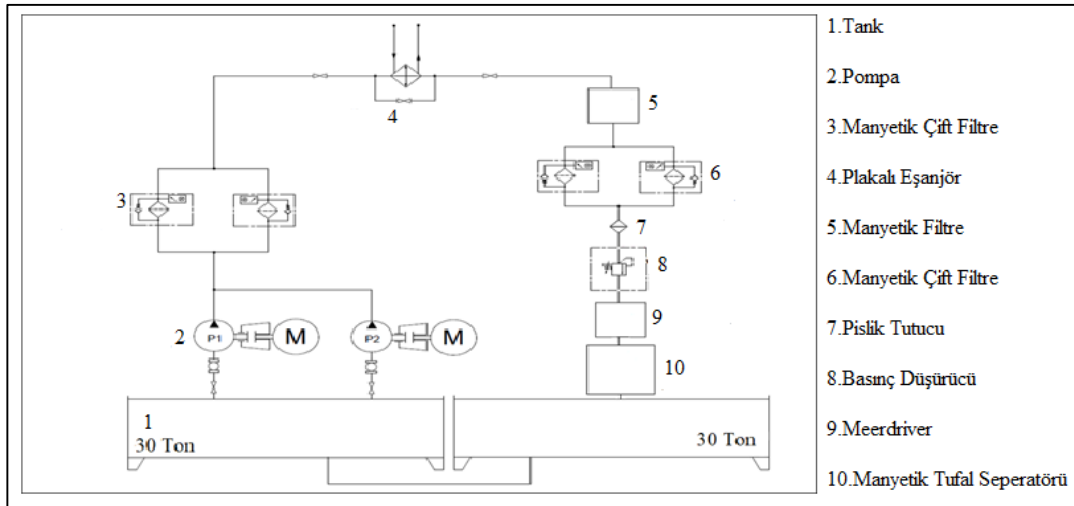 1.Tank
2.Pompa
3.Manyetik Çift Filtre
4.Plakalı Eşanjör
5.Manyetik Filtre
6.Manyetik Çift Filtre
7.Pislik Tutucu
8.Basınç Düşürücü
9.Meerdriver
10.Manyetik Tufal Seperatörü
4
5
3
6
7
8
2
P1
M
P2
M
9
10
1
30 Ton
30 Ton